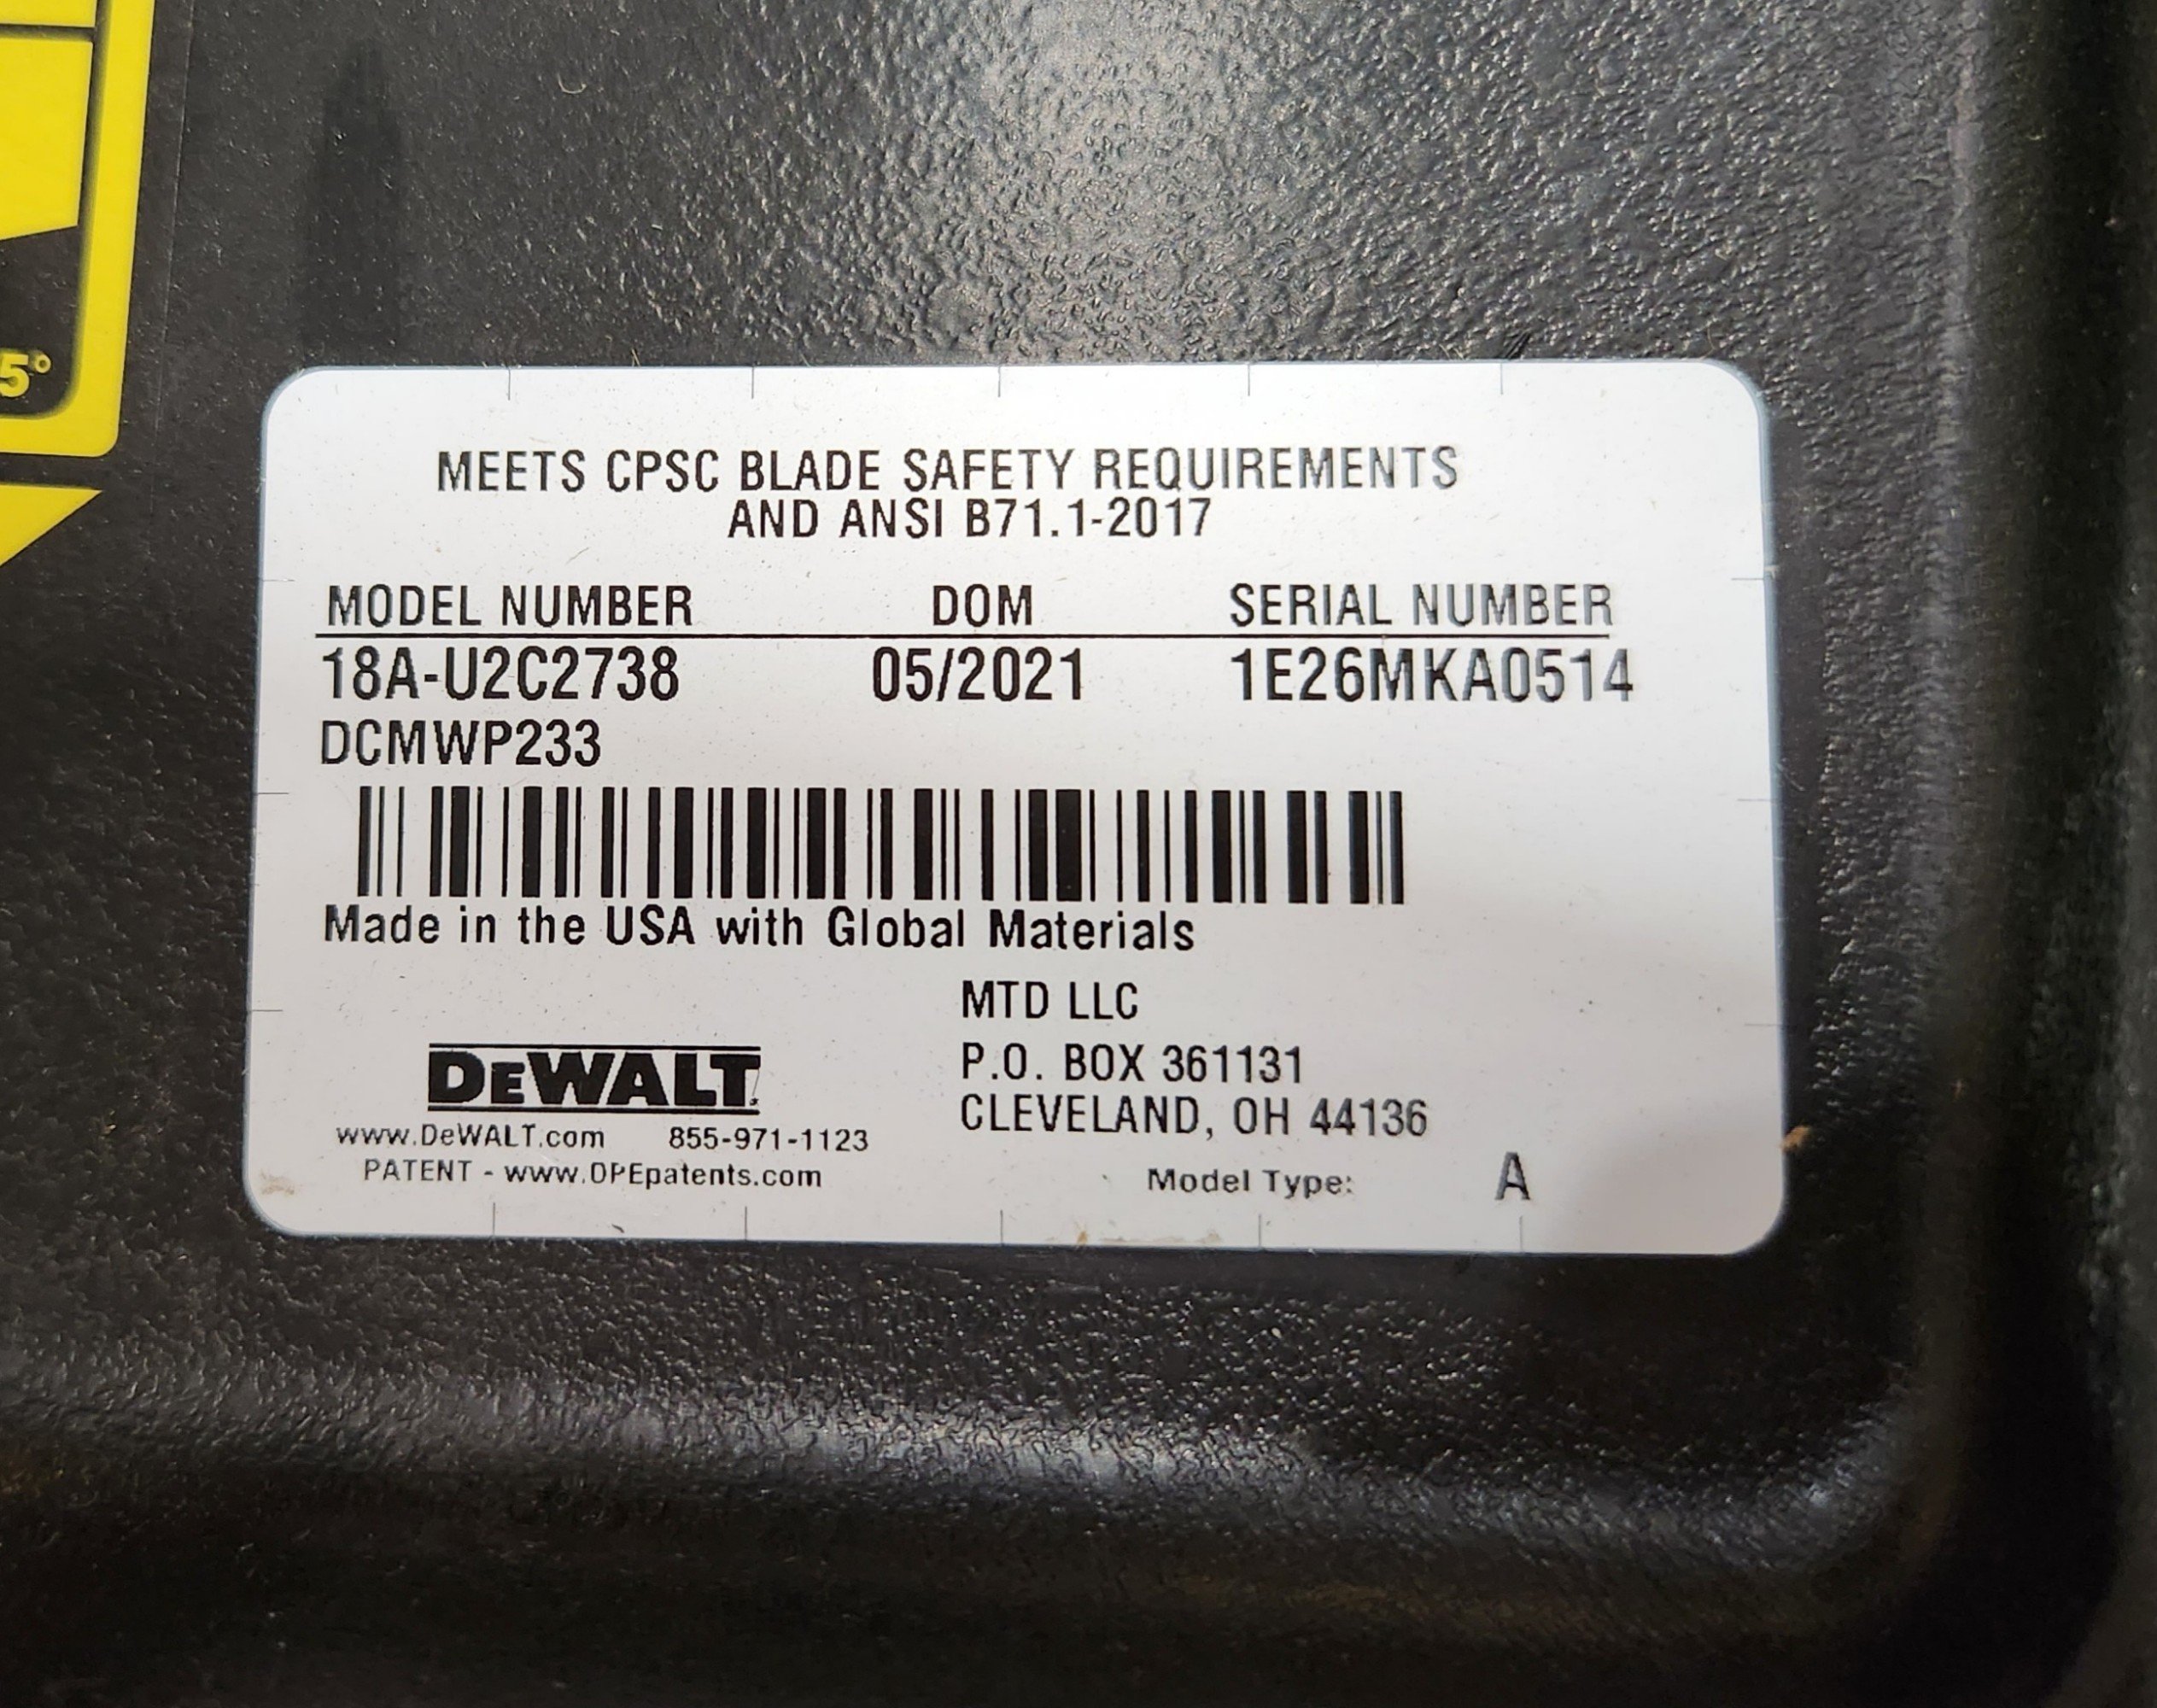 5°
MEETS CPSC BLADE SAFETY REQUIREMENTS
AND ANSI B71.1-2017
MODEL NUMBER DOM SERIAL NUMBER
18A-U2C2738 05/2021 1E26MKA0514
DCMWP233
Made in the USA with Global Materials
MTD LLC
P.O. BOX 361131
CLEVELAND, OH 44136
DEWALT
www.DeWALT.com 855-971-1123
PATENT - www.OPEpatents.com
Model Type: A